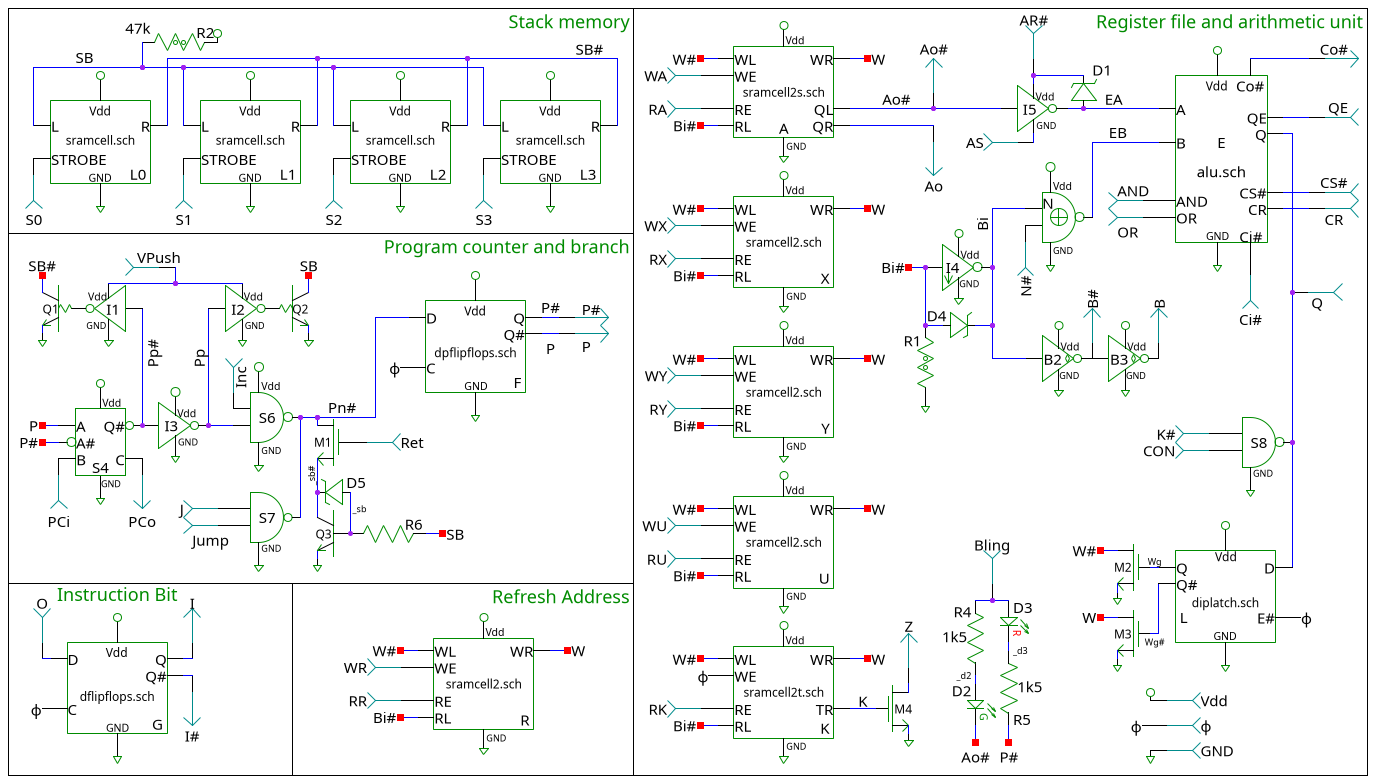 Stack memory
47k
R2
SB
SB#
Vdd
L
R
sramcell.sch
STROBE
GND
L0
S0
Vdd
L
R
sramcell.sch
STROBE
GND
L1
S1
Vdd
L
R
sramcell.sch
STROBE
GND
L2
S2
Vdd
L
R
sramcell.sch
STROBE
GND
L3
S3
Program counter and branch
SB#
VPush
SB
Q1
Vdd
I1
GND
Vdd
I2
GND
Q2
Pp#
Pp
Inc
P
P#
Vdd
A
A#
B
Q#
C
S4
GND
PCi
PCo
Vdd
I3
GND
Vdd
S6
GND
Pn#
M1
Ret
sb#
D5
_sb
Q3
R6
SB
J
Jump
S7
GND
Vdd
D
Q
Q#
dpflipflops.sch
ϕ
C
GND
F
P#
P#
P
P
Instruction Bit
O
I
Vdd
D
Q
Q#
dflipflops.sch
ϕ
C
GND
G
I#
Refresh Address
Vdd
W#
WL
WR
W
WR
WE
sramcell2.sch
RR
RE
Bi#
RL
R
GND
Register file and arithmetic unit
Vdd
W#
WL
WR
W
WA
WE
sramcell2s.sch
RA
RE
QL
Bi#
RL
A
QR
GND
Ao#
Ao#
Ao
AR#
Vdd
I5
GND
D1
EA
AS
EB
Vdd
Co#
Co#
A
QE
QE
Q
B
E
alu.sch
AND
AND
OR
OR
CS#
CS#
CR
CR
GND
Ci#
Ci#
Q
Vdd
W#
WL
WR
W
WX
WE
sramcell2.sch
RX
RE
Bi#
RL
X
GND
Bi
Vdd
N
GND
N#
Bi#
Vdd
I4
GND
D4
R1
Vdd
B2
GND
B#
Vdd
B3
GND
B
Vdd
W#
WL
WR
W
WY
WE
sramcell2.sch
RY
RE
Bi#
RL
Y
GND
K#
CON
S8
GND
Vdd
W#
WL
WR
W
WU
WE
sramcell2.sch
RU
RE
Bi#
RL
U
GND
Vdd
W#
WL
WR
W
ϕ
WE
sramcell2t.sch
RK
RE
TR
K
Bi#
RL
K
GND
Z
M4
Bling
R4
1k5
_d2
D2
G
Ao#
D3
R
_d3
1k5
R5
P#
W#
M2
Wg
W
M3
Wg#
Vdd
Q
Q#
D
diplatch.sch
L
E#
ϕ
GND
Vdd
ϕ
ϕ
GND